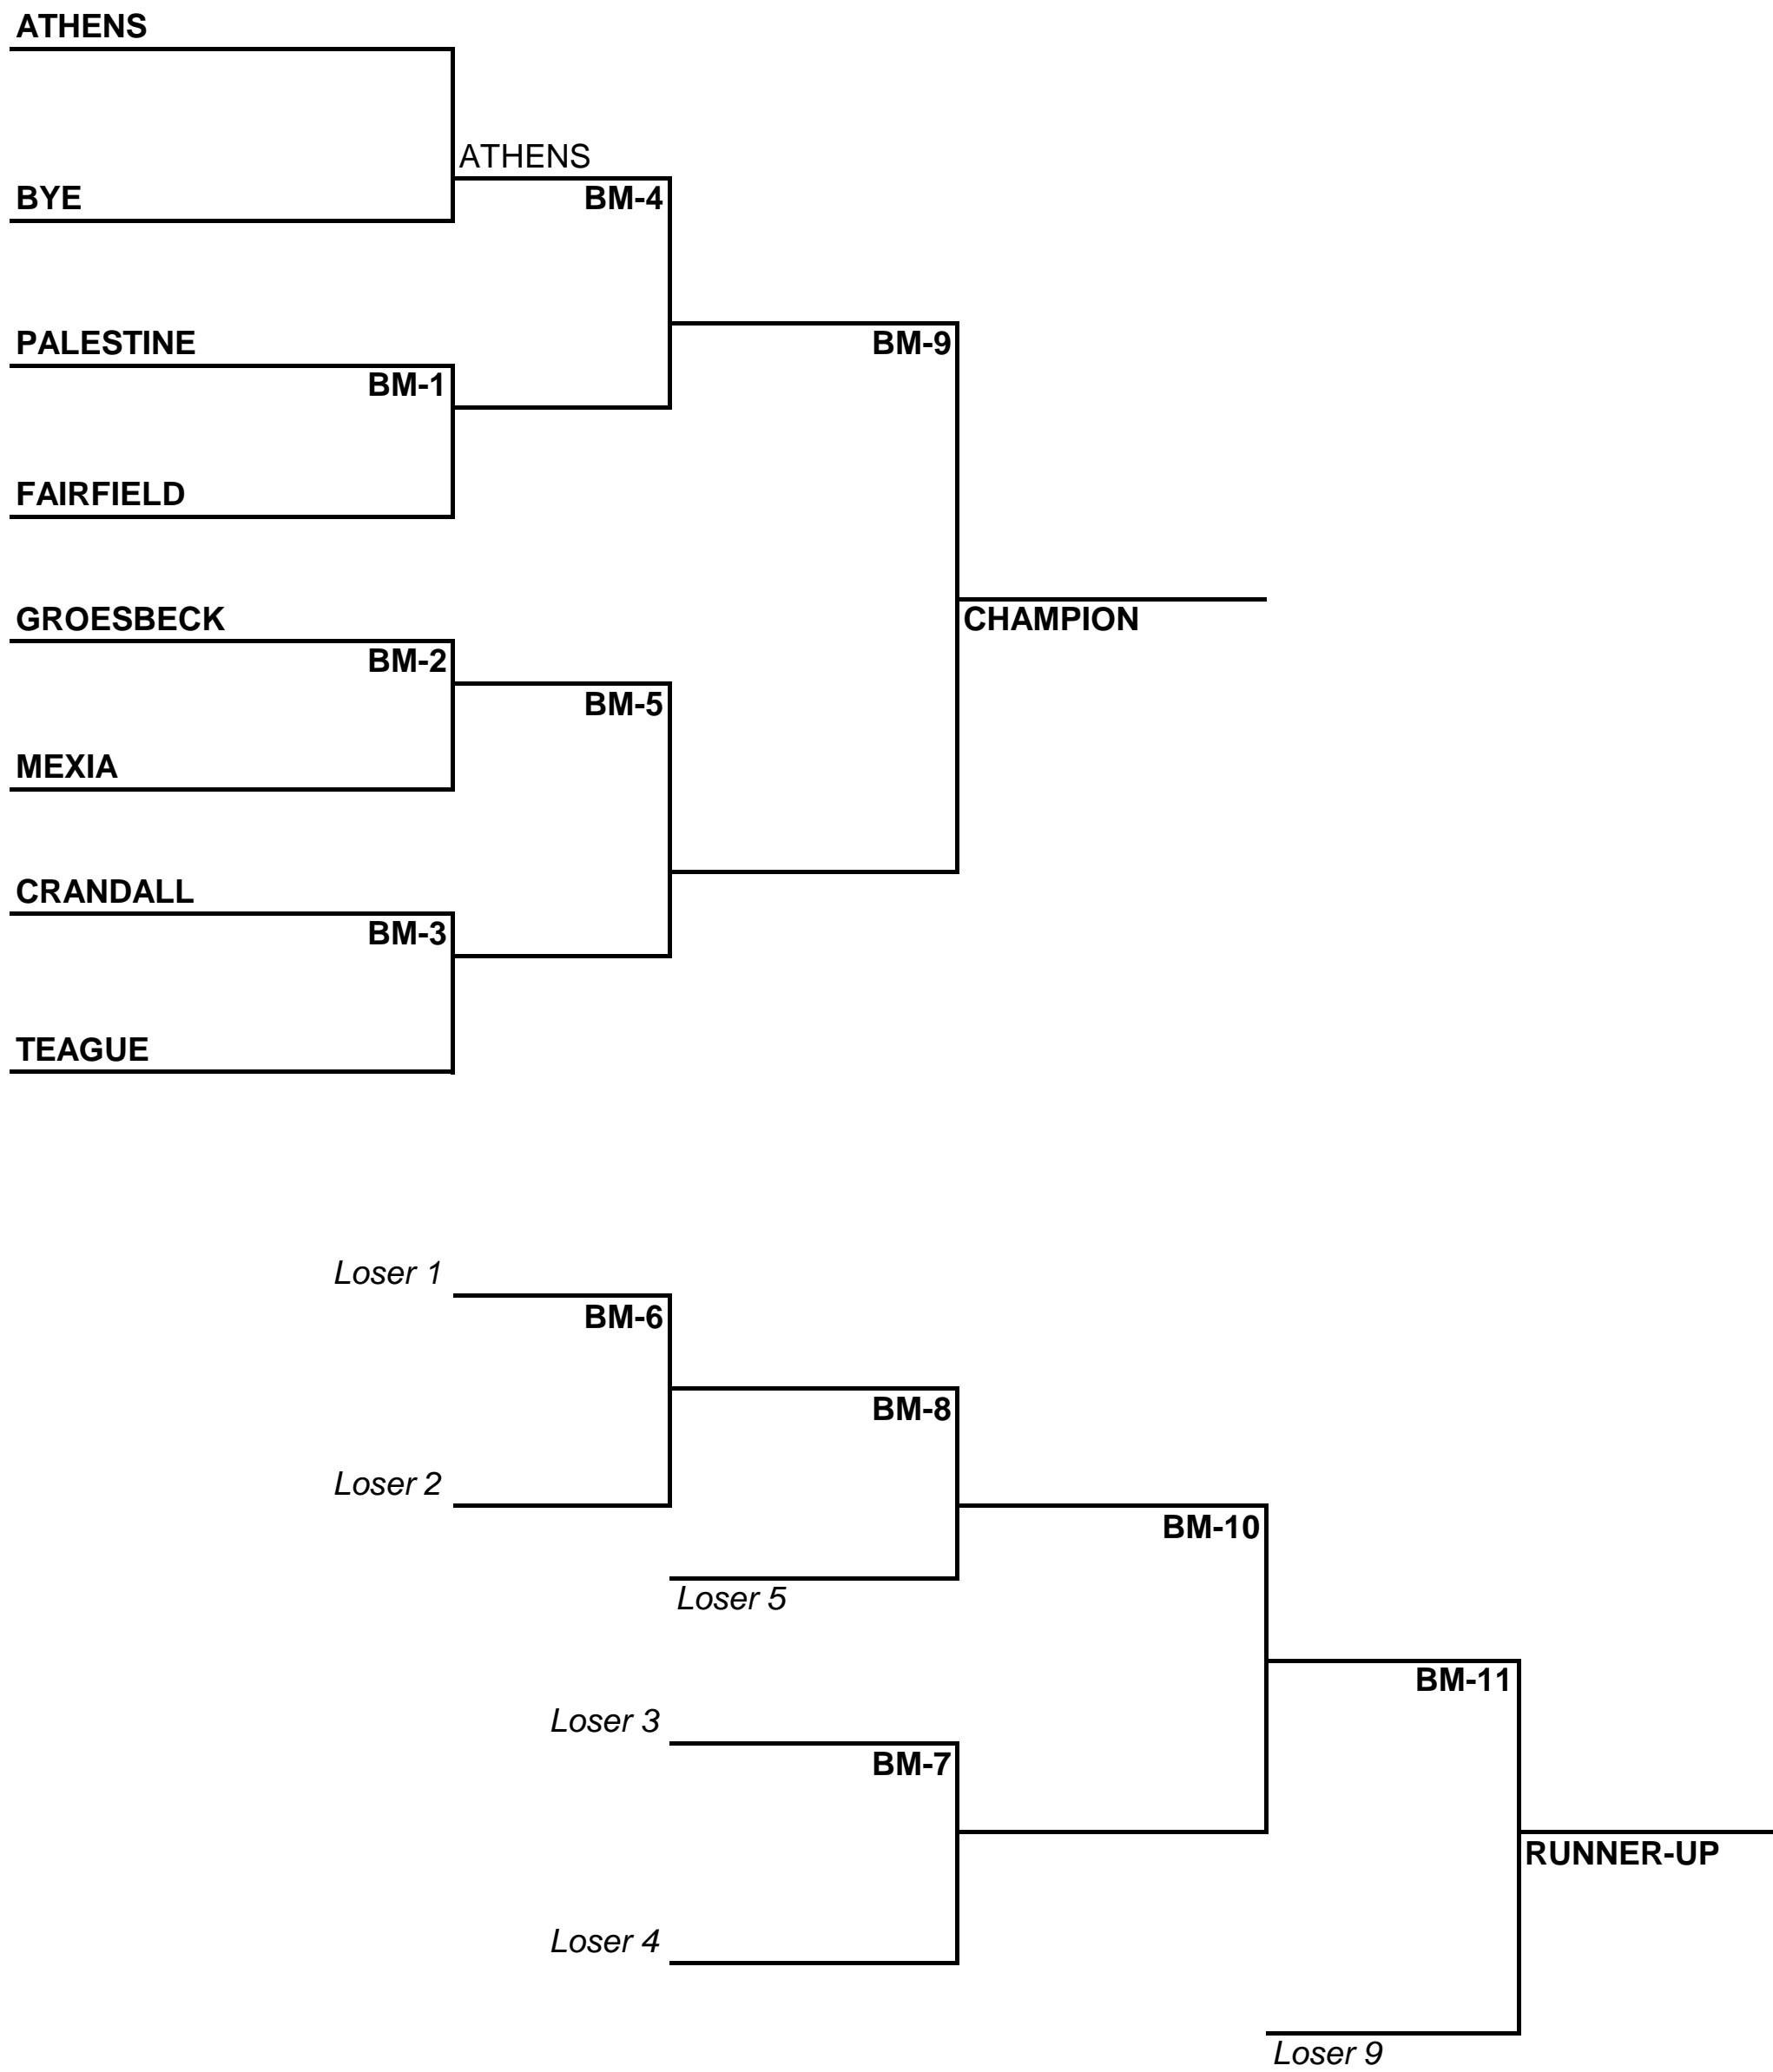 ATHENS
ATHENS
BYE
BM-4
PALESTINE
BM-9
BM-1
FAIRFIELD
GROESBECK
CHAMPION
BM-2
BM-5
MEXIA
CRANDALL
BM-3
TEAGUE
Loser 1
BM-6
BM-8
Loser 2
BM-10
Loser 5
BM-11
Loser 3
BM-7
RUNNER-UP
Loser 4
Loser 9